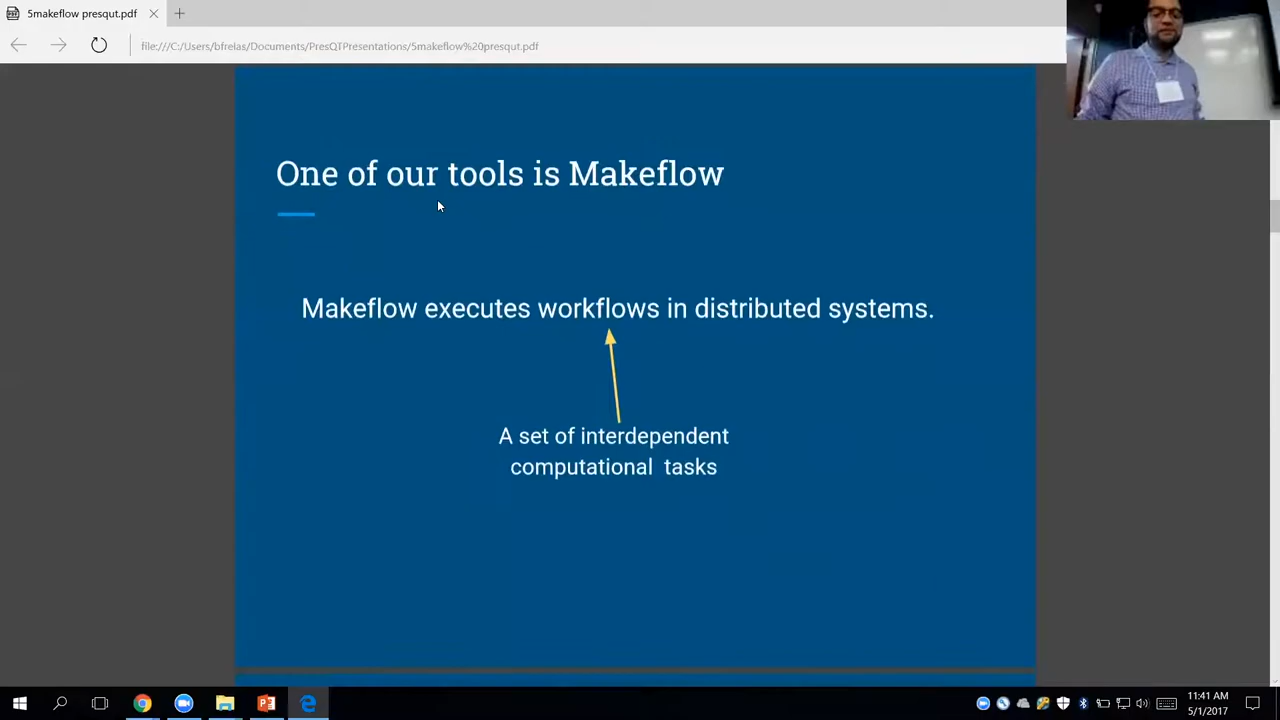 5makeflow presqut.pdf
file:///C:/Users/bfrelas/Documents/PresQTPresentations/5makeflow%20presqut.pdf
One of our tools is Makeflow
Makeflow executes workflows in distributed systems.
A set of interdependent
computational tasks
11:41 AM
5/1/2017